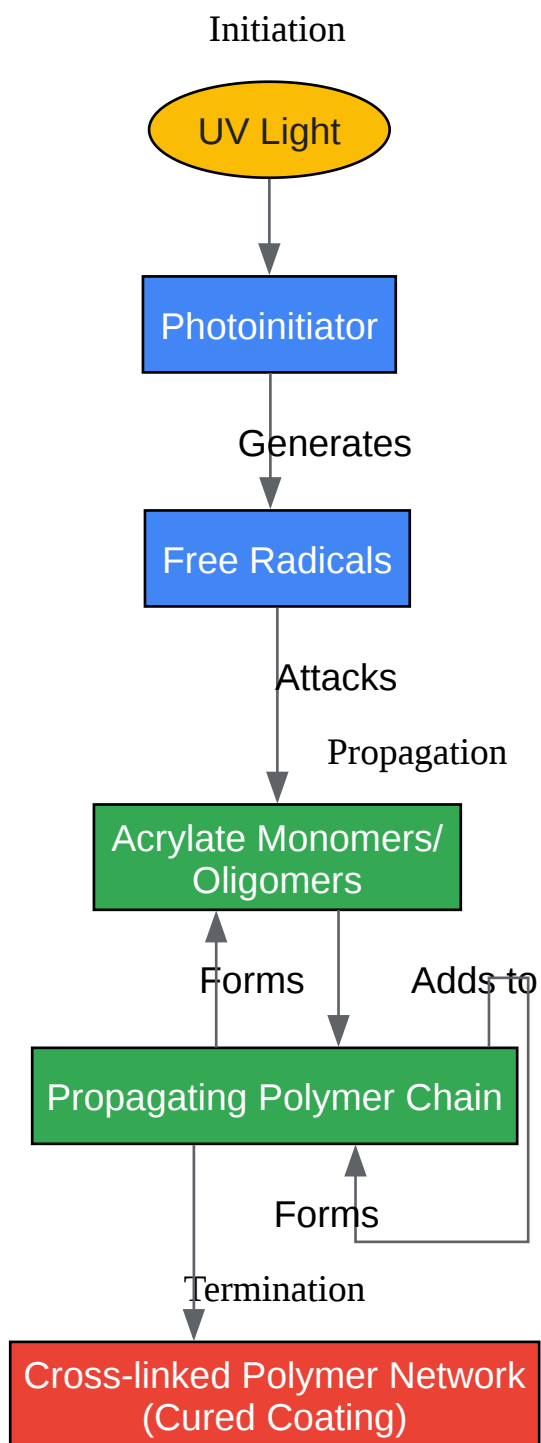 Initiation
UV Light
Photoinitiator
Generates
Free Radicals
Attacks
Propagation
Acrylate Monomers/
Oligomers
Forms
Adds to
Propagating Polymer Chain
Forms
Termination
Cross-linked Polymer Network
(Cured Coating)